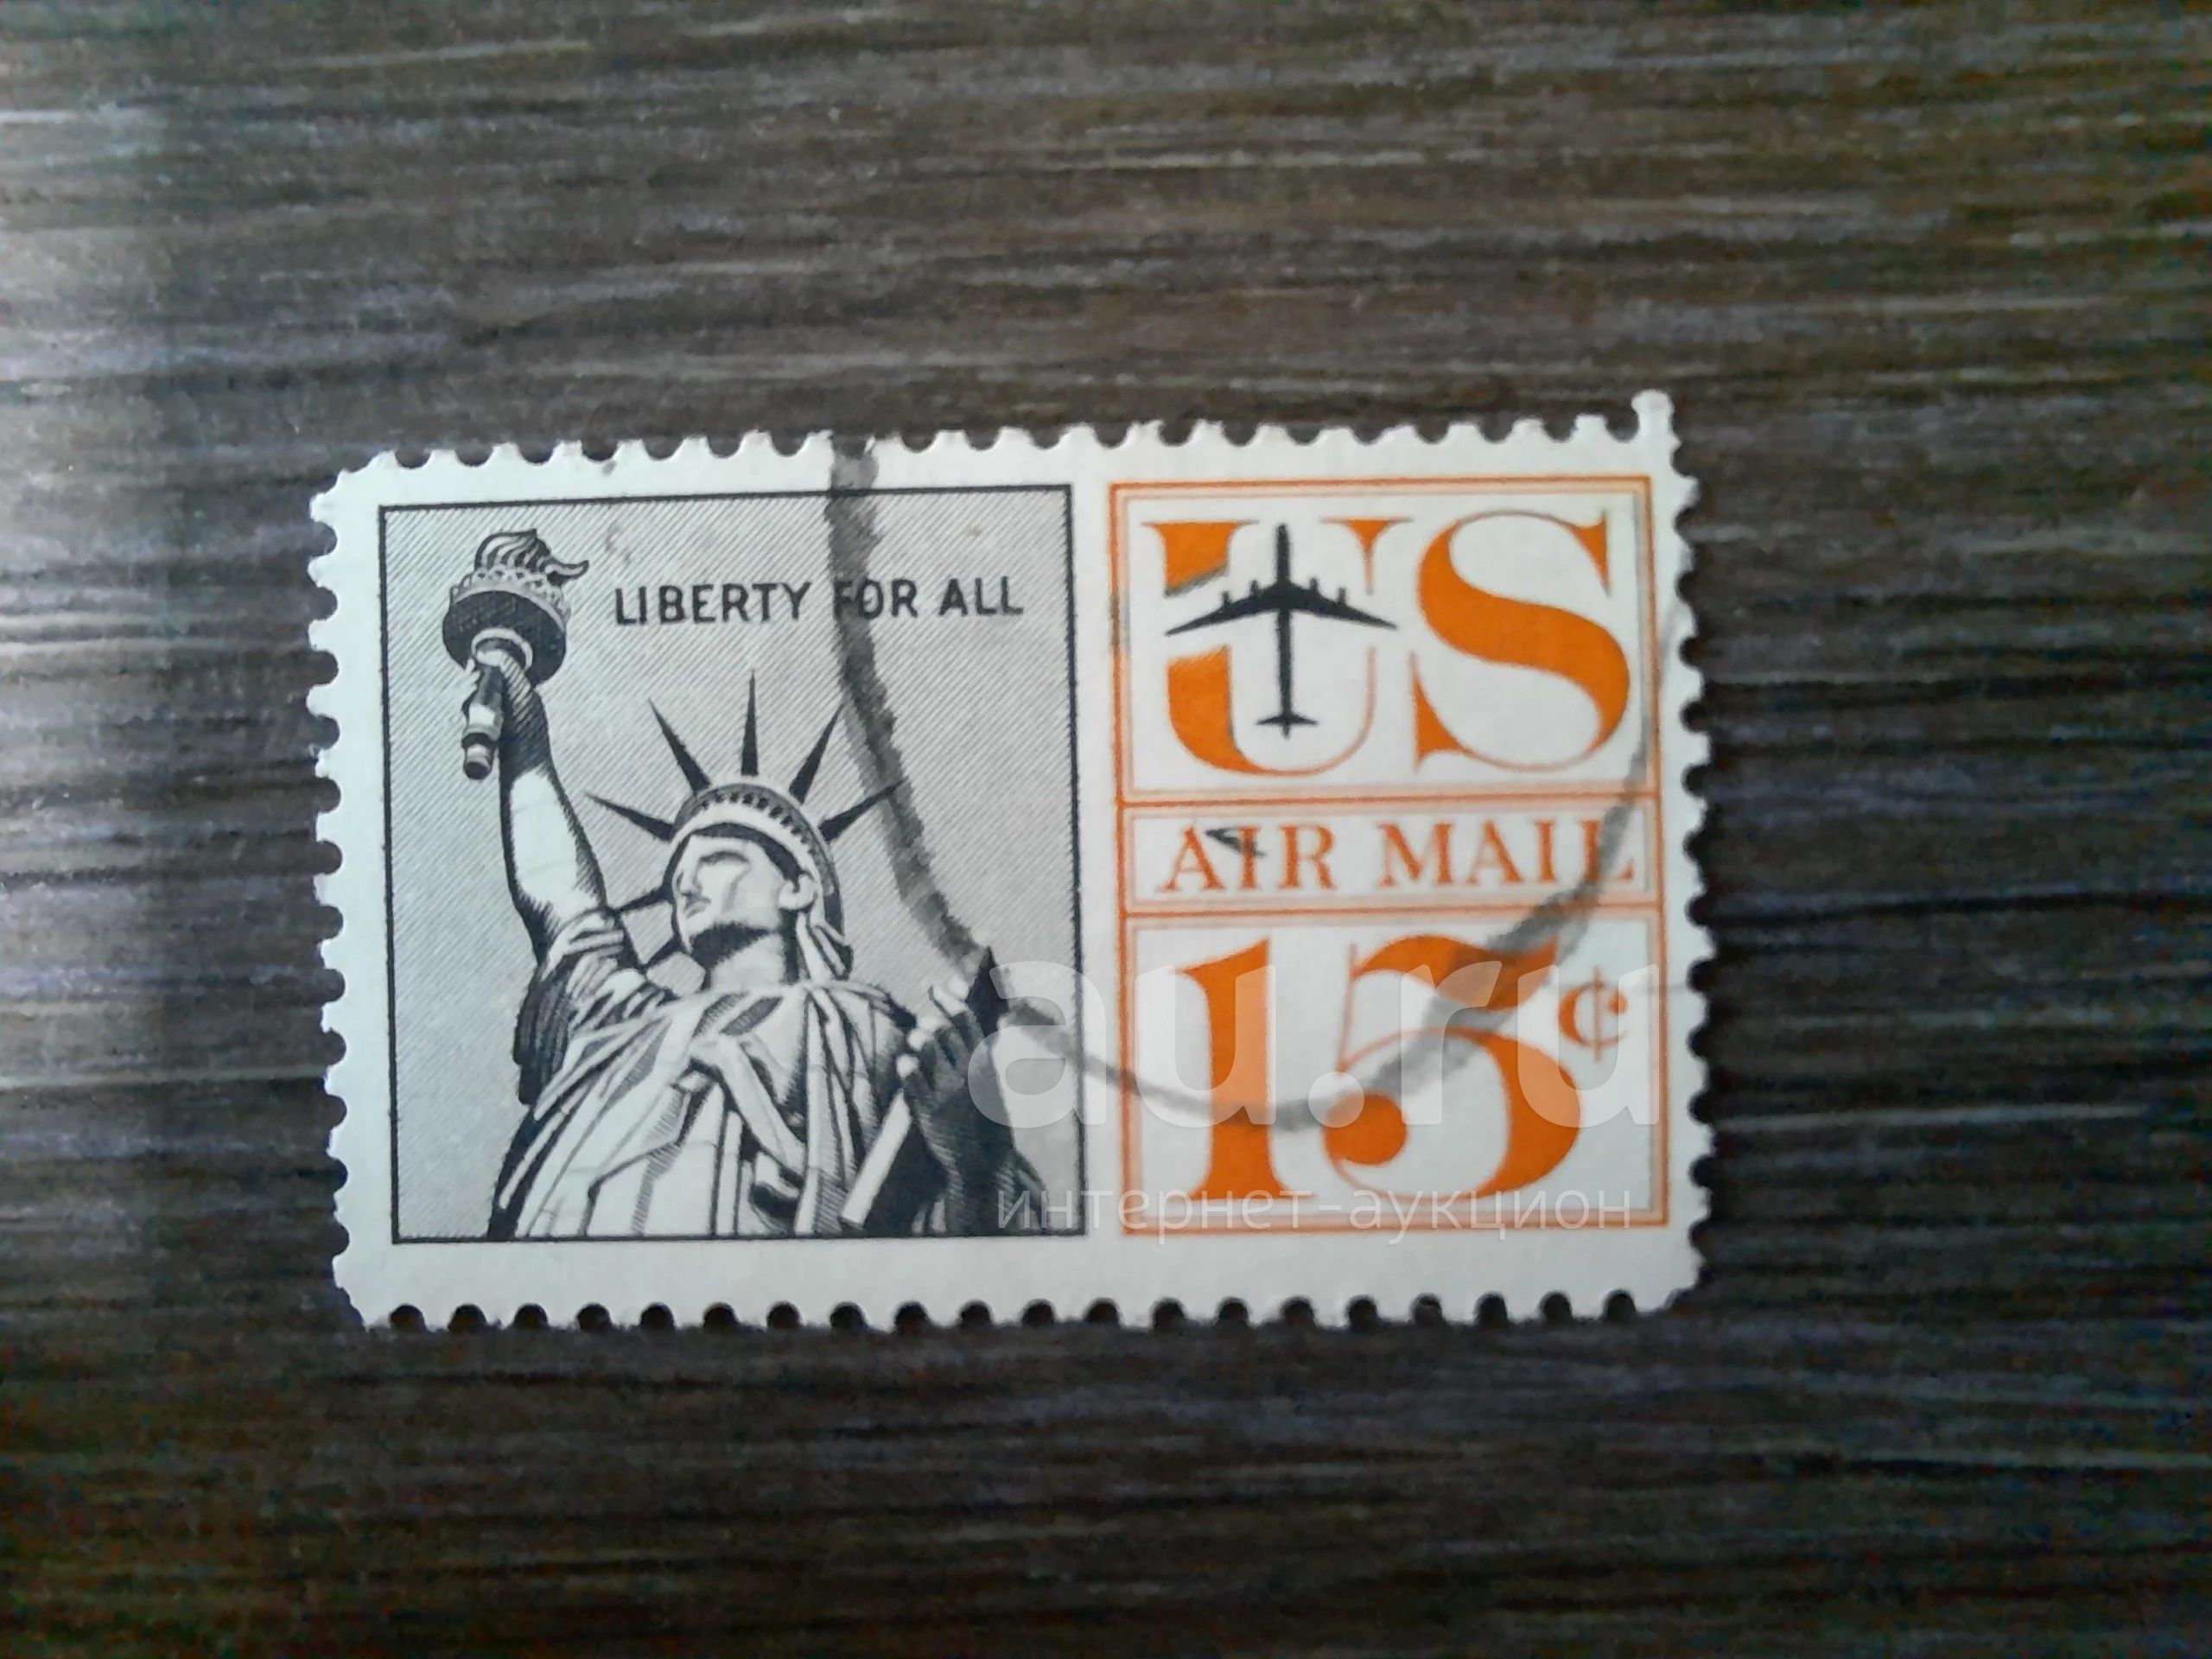 LIBERTY FOR ALL
US
AIR MAIL
15¢
au.ru
интернет-аукцион